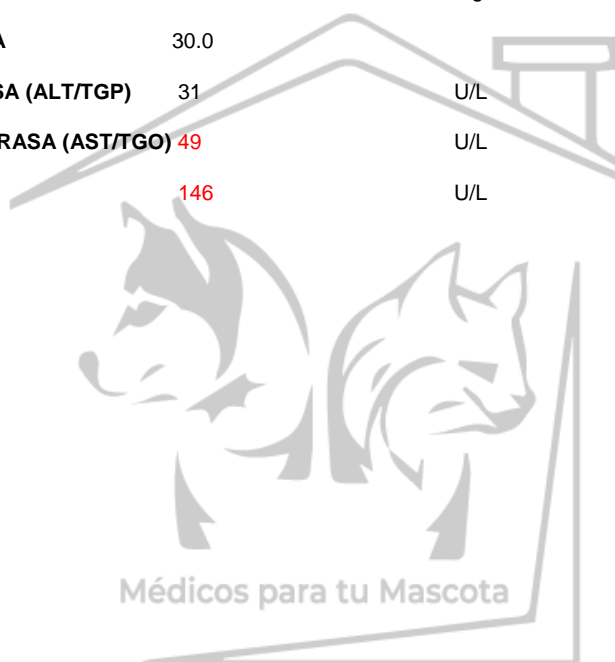 A 30.0
SA (ALT/TGP) 31 U/L
RASA (AST/TGO) 49 U/L
146 U/L
Médicos para tu Mascota